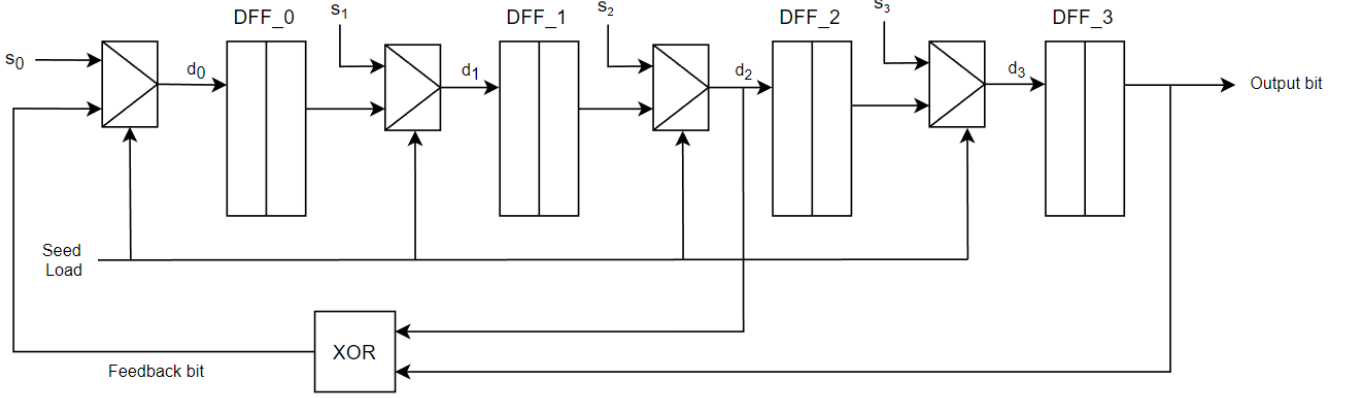 DFF_0
s1
DFF_1
s2
DFF_2
s3
DFF_3
s0
d0
d1
d2
d3
Output bit
Seed
Load
XOR
Feedback bit